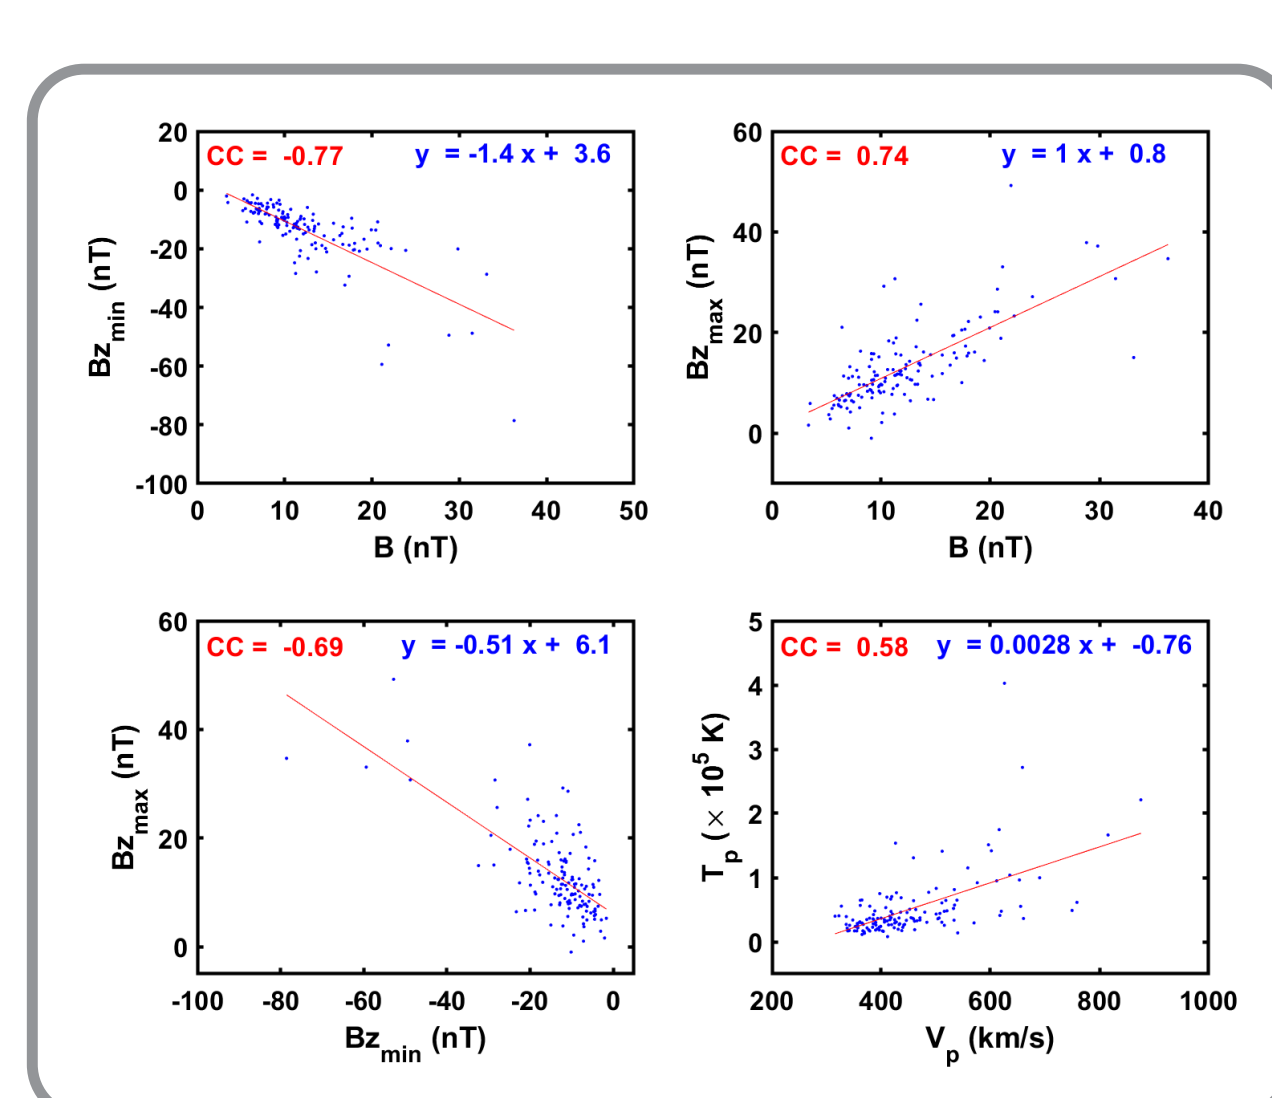 CC = -0.77 y = -1.4 x + 3.6
20
0
-20
-40
-60
-80
-100
Bz_min (nT)
0 10 20 30 40 50
B (nT)
CC = 0.74 y = 1 x + 0.8
60
40
20
0
Bz_max (nT)
0 10 20 30 40
B (nT)
CC = -0.69 y = -0.51 x + 6.1
60
40
20
0
Bz_max (nT)
-100 -80 -60 -40 -20 0
Bz_min (nT)
CC = 0.58 y = 0.0028 x + -0.76
5
4
3
2
1
0
T_p (× 10^5 K)
200 400 600 800 1000
V_p (km/s)